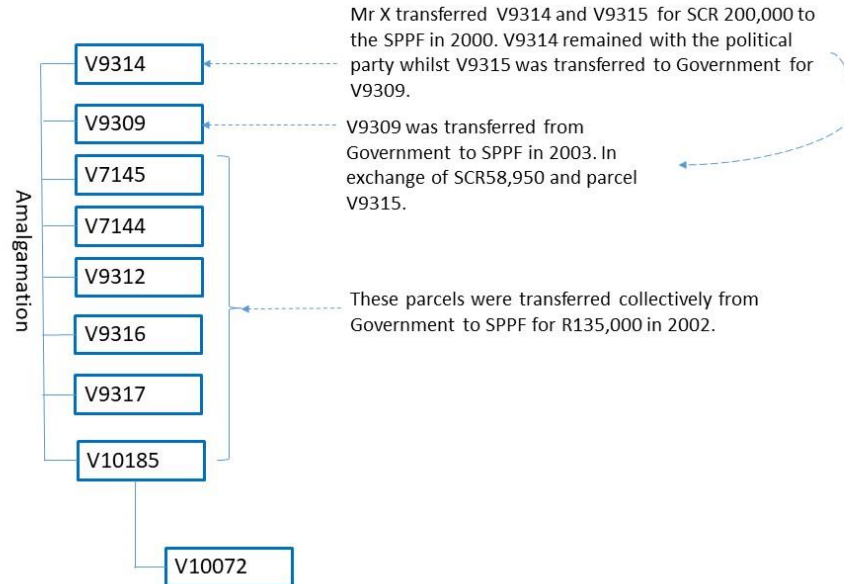 Mr X transferred V9314 and V9315 for SCR 200,000 to
the SPPF in 2000. V9314 remained with the political
party whilst V9315 was transferred to Government for
V9309.
V9314
V9309
V9309 was transferred from
Government to SPPF in 2003. In
exchange of SCR58,950 and parcel
V9315.
V7145
V7144
Amalgamation
V9312
These parcels were transferred collectively from
Government to SPPF for R135,000 in 2002.
V9316
V9317
V10185
V10072